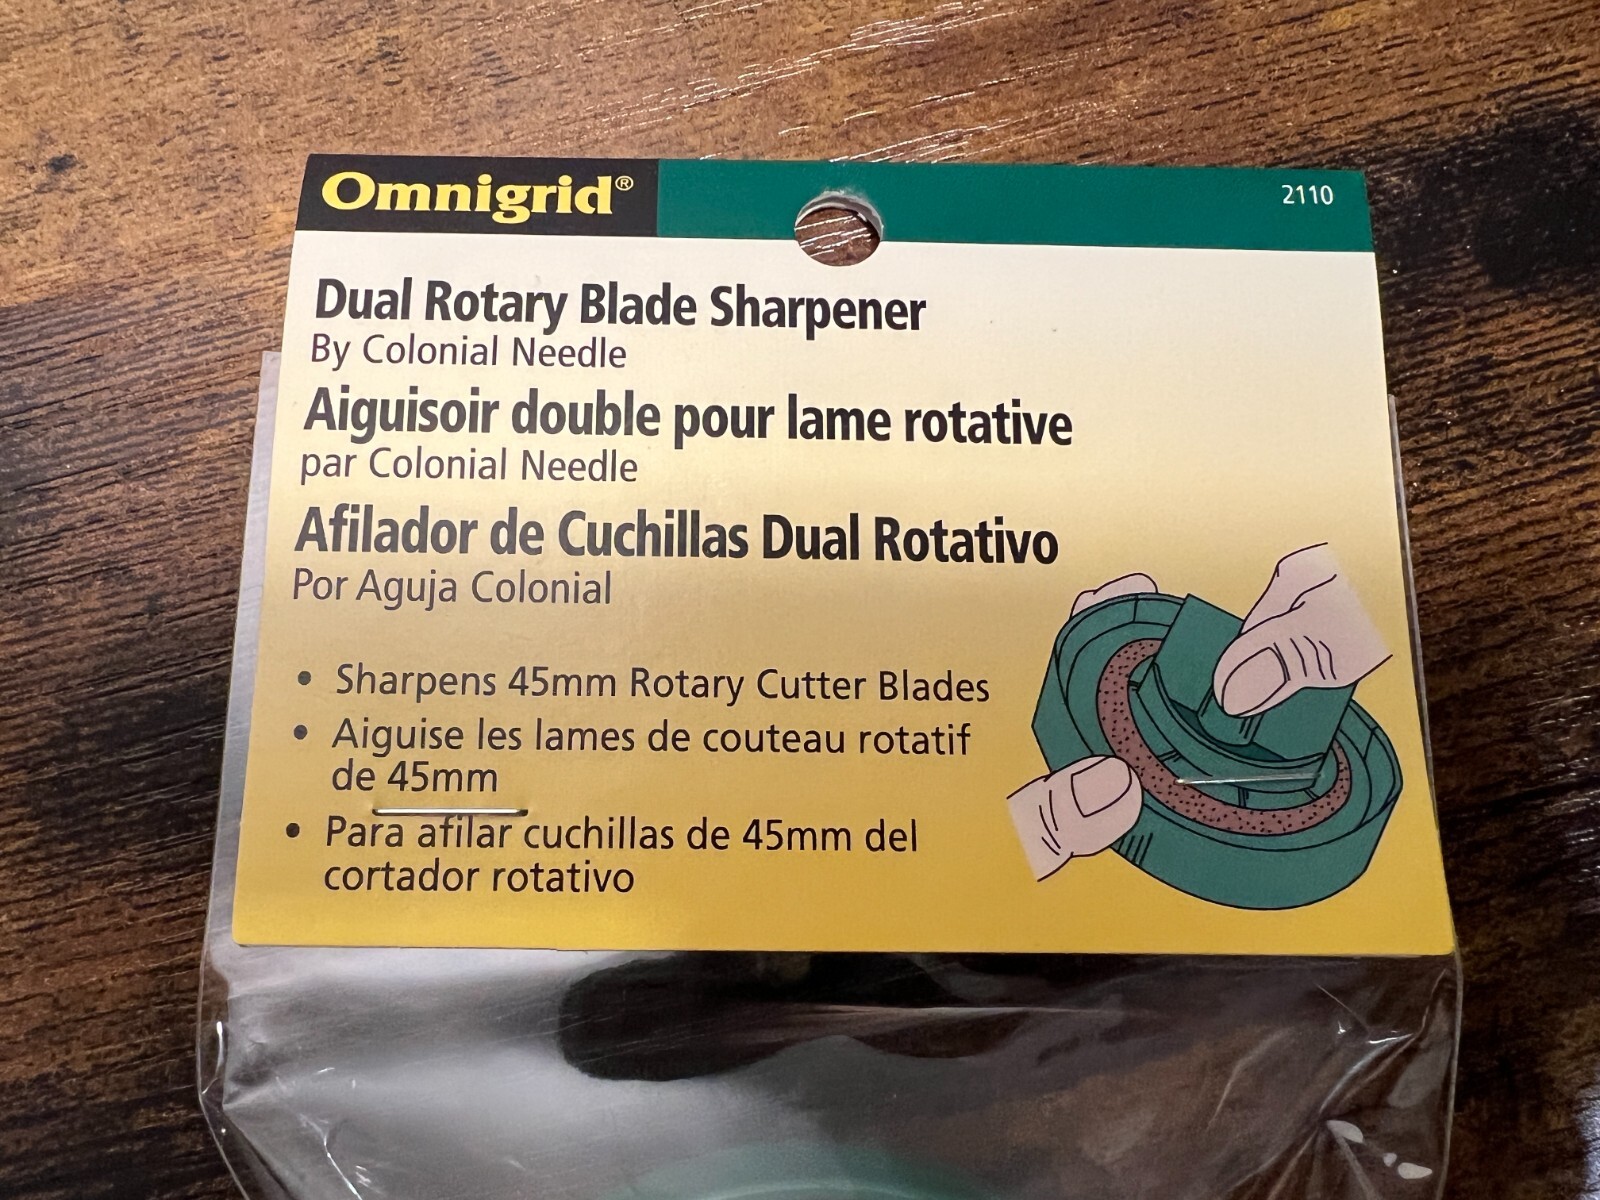 Omnigrid®
2110
Dual Rotary Blade Sharpener
By Colonial Needle
Aiguisoir double pour lame rotative
par Colonial Needle
Afilador de Cuchillas Dual Rotativo
Por Aguja Colonial
• Sharpens 45mm Rotary Cutter Blades
• Aiguise les lames de couteau rotatif
de 45mm
• Para afilar cuchillas de 45mm del
cortador rotativo